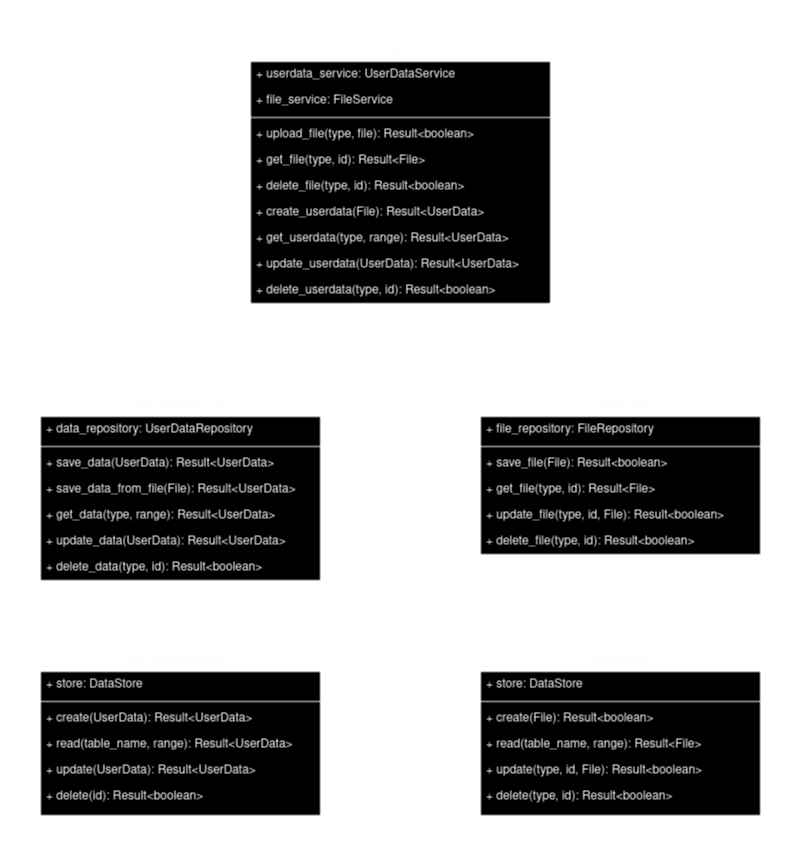 + userdata_service: UserDataService
+ file_service: FileService
+ upload_file(type, file): Result<boolean>
+ get_file(type, id): Result<File>
+ delete_file(type, id): Result<boolean>
+ create_userdata(File): Result<UserData>
+ get_userdata(type, range): Result<UserData>
+ update_userdata(UserData): Result<UserData>
+ delete_userdata(type, id): Result<boolean>
+ data_repository: UserDataRepository
+ save_data(UserData): Result<UserData>
+ save_data_from_file(File): Result<UserData>
+ get_data(type, range): Result<UserData>
+ update_data(UserData): Result<UserData>
+ delete_data(type, id): Result<boolean>
+ file_repository: FileRepository
+ save_file(File): Result<boolean>
+ get_file(type, id): Result<File>
+ update_file(type, id, File): Result<boolean>
+ delete_file(type, id): Result<boolean>
+ store: DataStore
+ create(UserData): Result<UserData>
+ read(table_name, range): Result<UserData>
+ update(UserData): Result<UserData>
+ delete(id): Result<boolean>
+ store: DataStore
+ create(File): Result<boolean>
+ read(table_name, range): Result<File>
+ update(type, id, File): Result<boolean>
+ delete(type, id): Result<boolean>